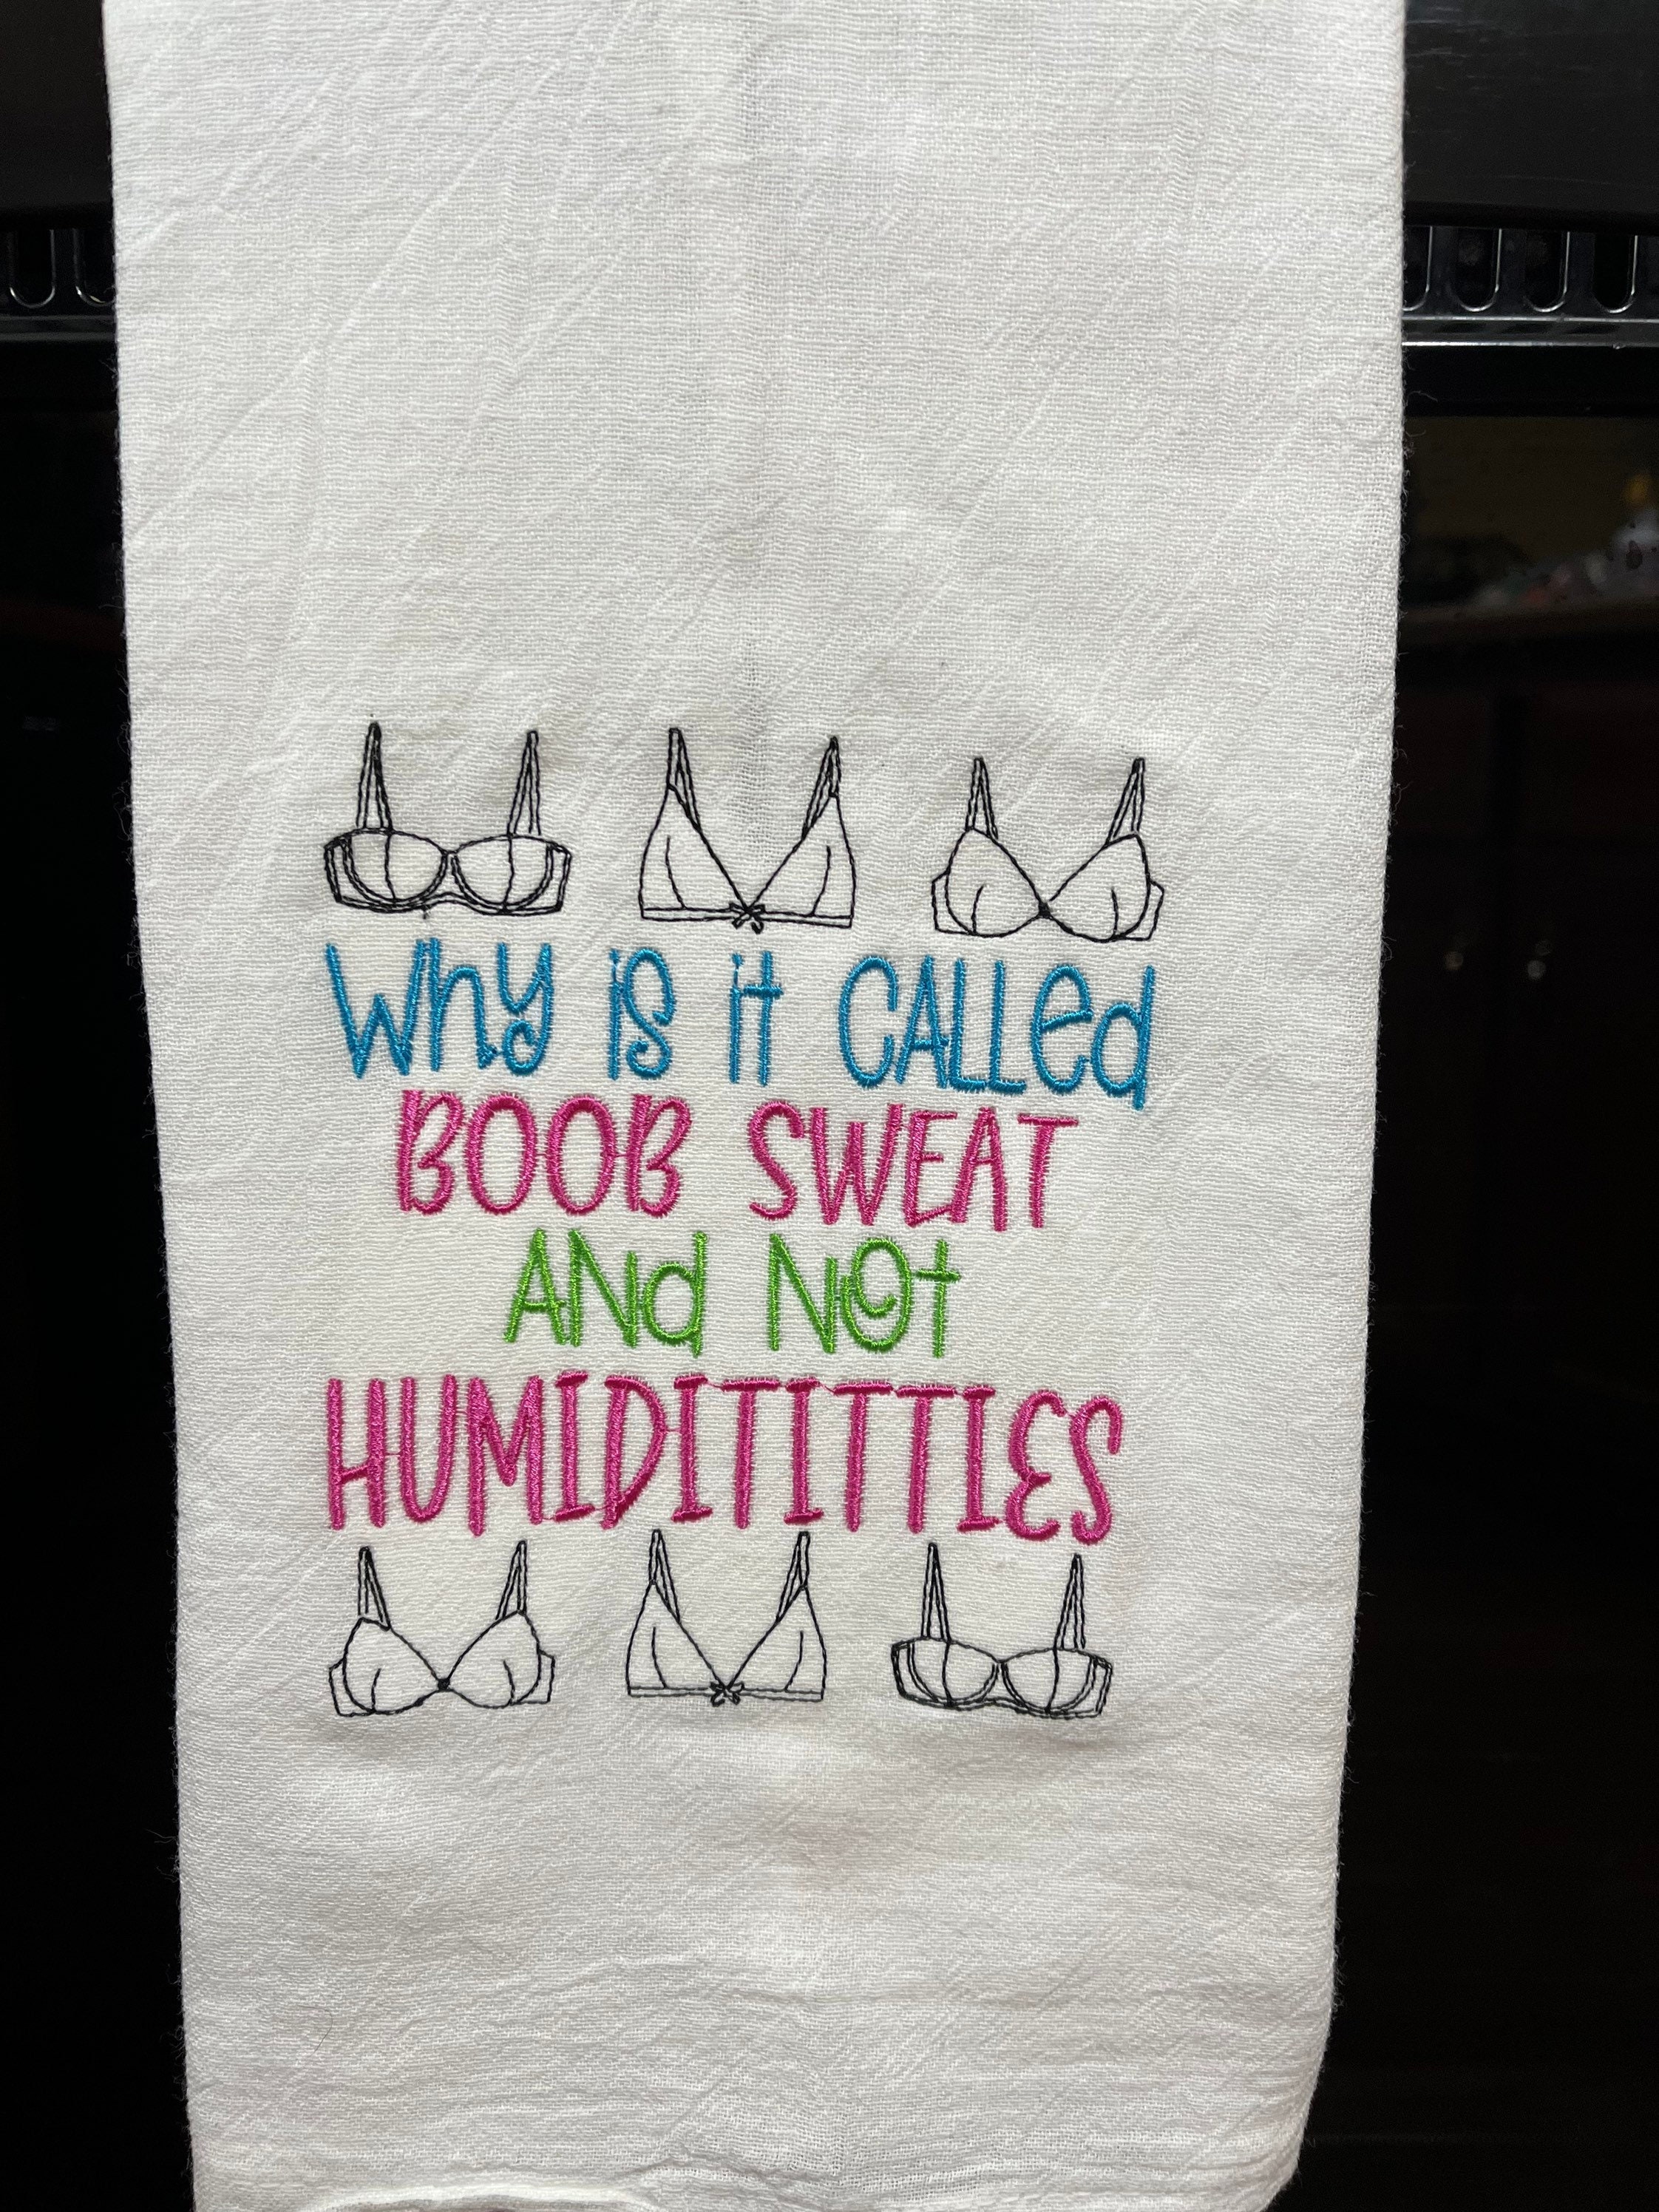 Why is it CALLed
BOOB SWEAT
ANd NOt
HUMIDITITTIES